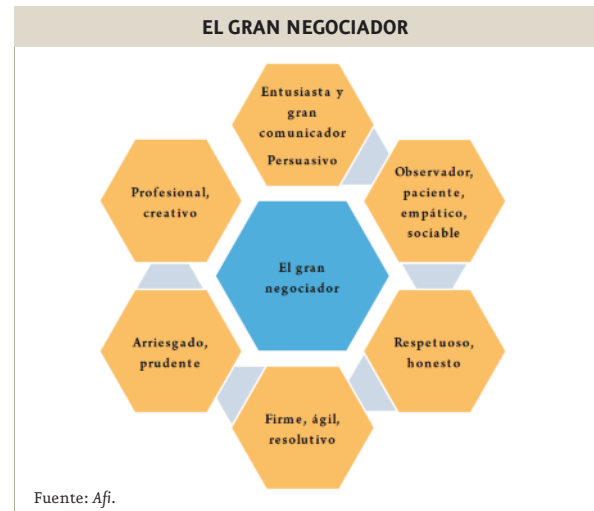 EL GRAN NEGOCIADOR
Entusiasta y
gran
comunicador
Persuasivo
Observador,
paciente,
empático,
sociable
Respetuoso,
honesto
Firme, ágil,
resolutivo
Arriesgado,
prudente
Profesional,
creativo
El gran
negociador
Fuente: Afi.